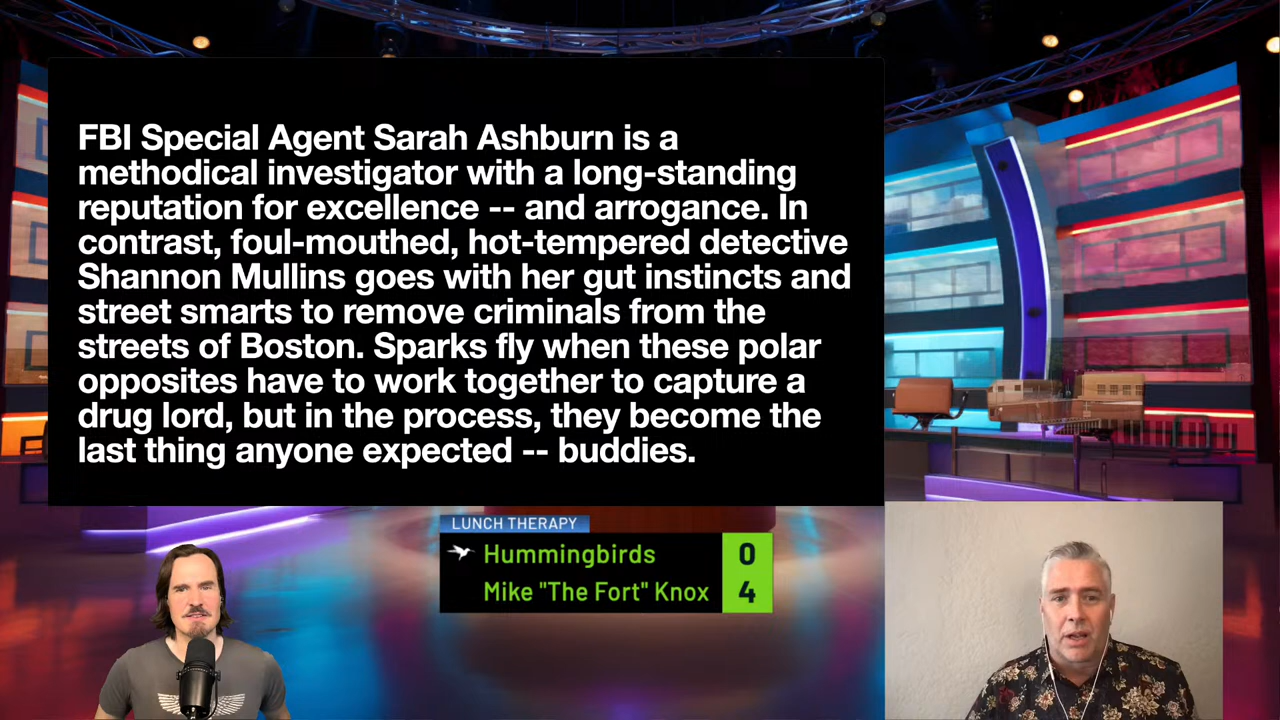 FBI Special Agent Sarah Ashburn is a
methodical investigator with a long-standing
reputation for excellence -- and arrogance. In
contrast, foul-mouthed, hot-tempered detective
Shannon Mullins goes with her gut instincts and
street smarts to remove criminals from the
streets of Boston. Sparks fly when these polar
opposites have to work together to capture a
drug lord, but in the process, they become the
last thing anyone expected -- buddies.
LUNCH THERAPY
Hummingbirds 0
Mike "The Fort" Knox 4